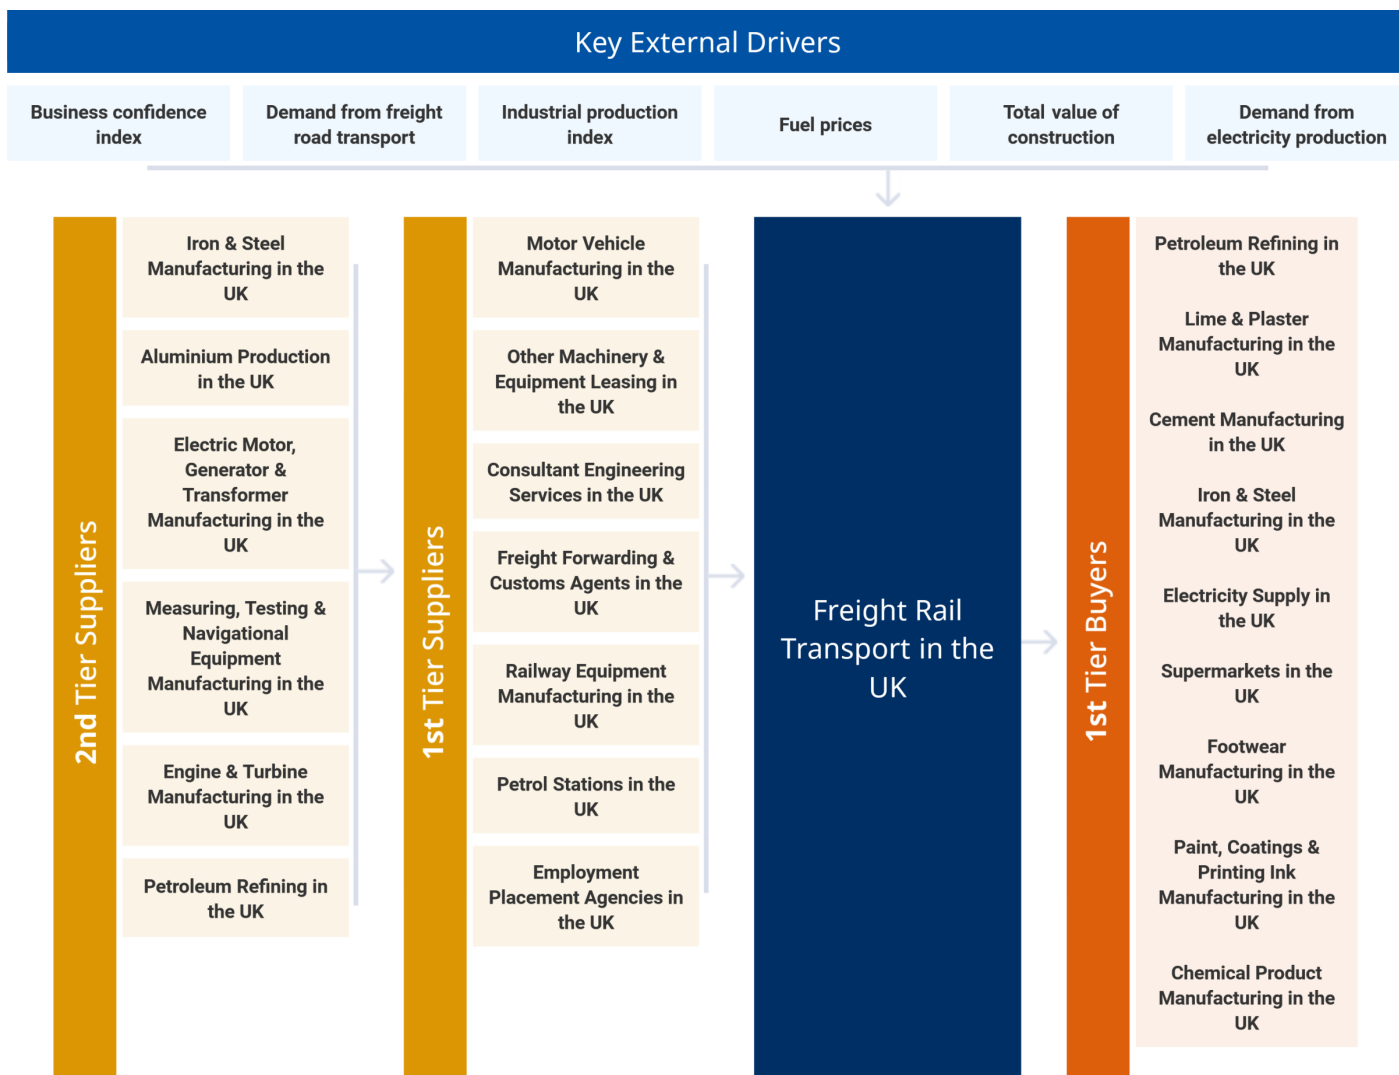 Key External Drivers
Business confidence
index
Demand from freight
road transport
Industrial production
index
Fuel prices
Total value of
construction
Demand from
electricity production
2nd Tier Suppliers
Iron & Steel
Manufacturing in the
UK
Aluminium Production
in the UK
Electric Motor,
Generator &
Transformer
Manufacturing in the
UK
Measuring, Testing &
Navigational
Equipment
Manufacturing in the
UK
Engine & Turbine
Manufacturing in the
UK
Petroleum Refining in
the UK
1st Tier Suppliers
Motor Vehicle
Manufacturing in the
UK
Other Machinery &
Equipment Leasing in
the UK
Consultant Engineering
Services in the UK
Freight Forwarding &
Customs Agents in the
UK
Railway Equipment
Manufacturing in the
UK
Petrol Stations in the
UK
Employment
Placement Agencies in
the UK
Freight Rail
Transport in the
UK
1st Tier Buyers
Petroleum Refining in
the UK
Lime & Plaster
Manufacturing in the
UK
Cement Manufacturing
in the UK
Iron & Steel
Manufacturing in the
UK
Electricity Supply in
the UK
Supermarkets in the
UK
Footwear
Manufacturing in the
UK
Paint, Coatings &
Printing Ink
Manufacturing in the
UK
Chemical Product
Manufacturing in the
UK